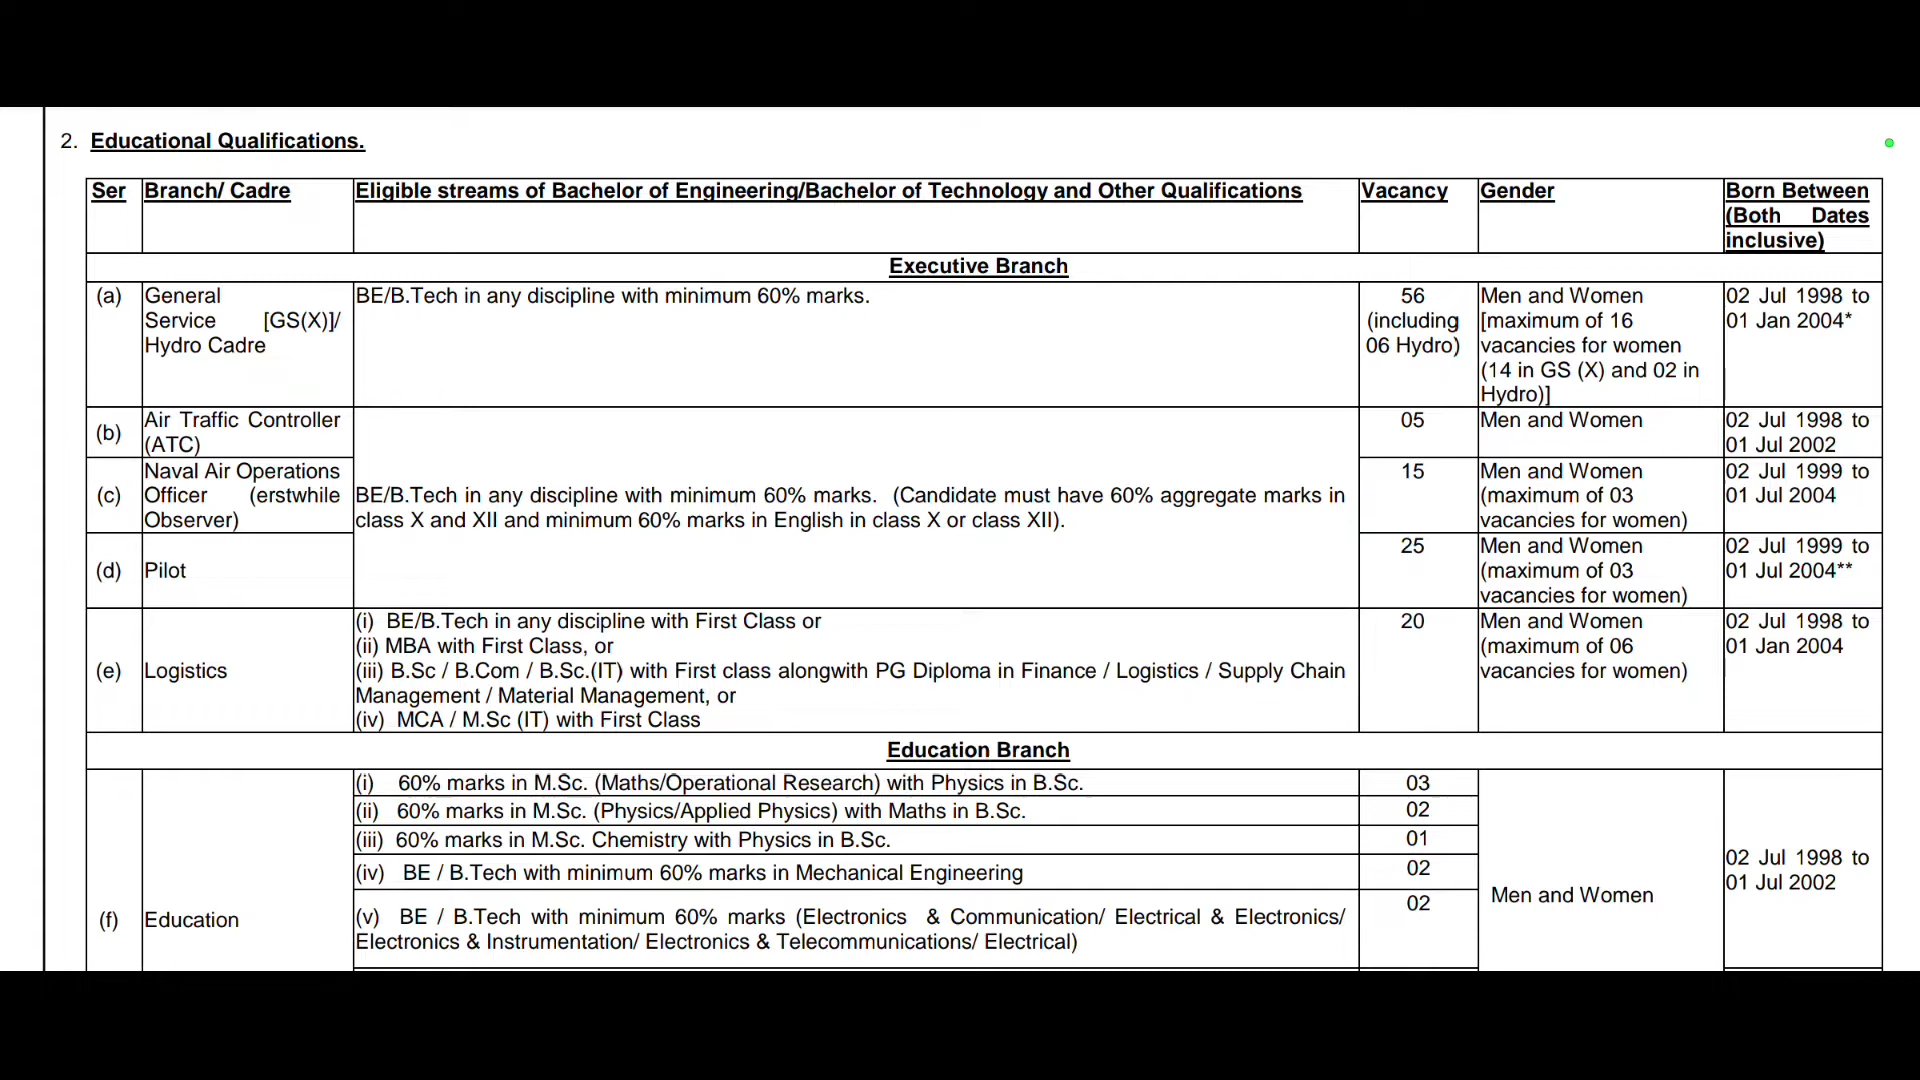 2. Educational Qualifications.
Ser Branch/ Cadre Eligible streams of Bachelor of Engineering/Bachelor of Technology and Other Qualifications Vacancy Gender Born Between
(Both Dates
inclusive)
Executive Branch
(a) General BE/B.Tech in any discipline with minimum 60% marks. 56 Men and Women 02 Jul 1998 to
Service [GS(X)]/ (including [maximum of 16 01 Jan 2004*
Hydro Cadre 06 Hydro) vacancies for women
(14 in GS (X) and 02 in
Hydro)]
(b) Air Traffic Controller 05 Men and Women 02 Jul 1998 to
(ATC) 01 Jul 2002
Naval Air Operations 15 Men and Women 02 Jul 1999 to
(c) Officer (erstwhile BE/B.Tech in any discipline with minimum 60% marks. (Candidate must have 60% aggregate marks in (maximum of 03 01 Jul 2004
Observer) class X and XII and minimum 60% marks in English in class X or class XII). vacancies for women)
25 Men and Women 02 Jul 1999 to
(d) Pilot (maximum of 03 01 Jul 2004**
vacancies for women)
(i) BE/B.Tech in any discipline with First Class or 20 Men and Women 02 Jul 1998 to
(ii) MBA with First Class, or (maximum of 06 01 Jan 2004
(e) Logistics (iii) B.Sc / B.Com / B.Sc.(IT) with First class alongwith PG Diploma in Finance / Logistics / Supply Chain vacancies for women)
Management / Material Management, or
(iv) MCA / M.Sc (IT) with First Class
Education Branch
(i) 60% marks in M.Sc. (Maths/Operational Research) with Physics in B.Sc. 03
(ii) 60% marks in M.Sc. (Physics/Applied Physics) with Maths in B.Sc. 02
(iii) 60% marks in M.Sc. Chemistry with Physics in B.Sc. 01
02 Jul 1998 to
(iv) BE / B.Tech with minimum 60% marks in Mechanical Engineering 02 01 Jul 2002
Men and Women
(f) Education (v) BE / B.Tech with minimum 60% marks (Electronics & Communication/ Electrical & Electronics/ 02
Electronics & Instrumentation/ Electronics & Telecommunications/ Electrical)